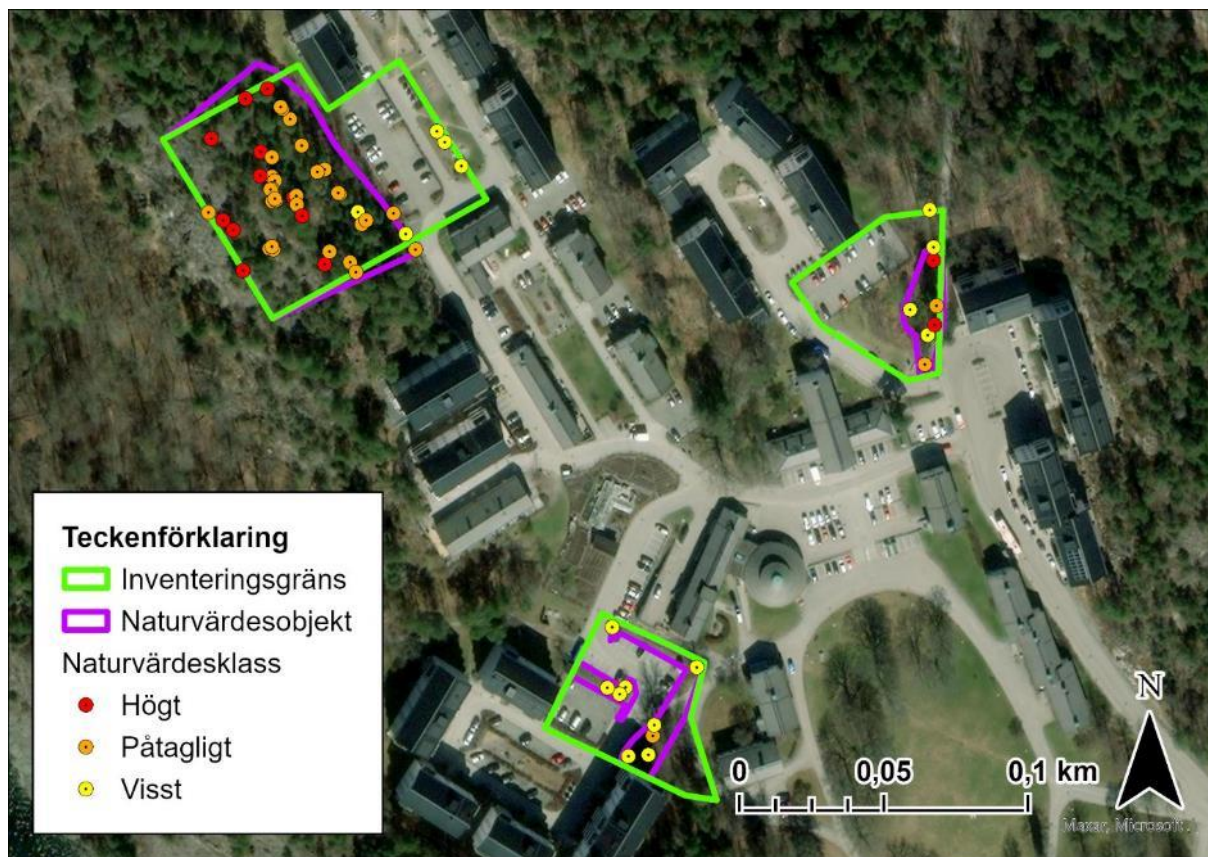 Teckenförklaring
Inventeringsgräns
Naturvärdesobjekt
Naturvärdesklass
Högt
Påtagligt
Visst
N
0 0,05 0,1 km
Maxar, Microsoft